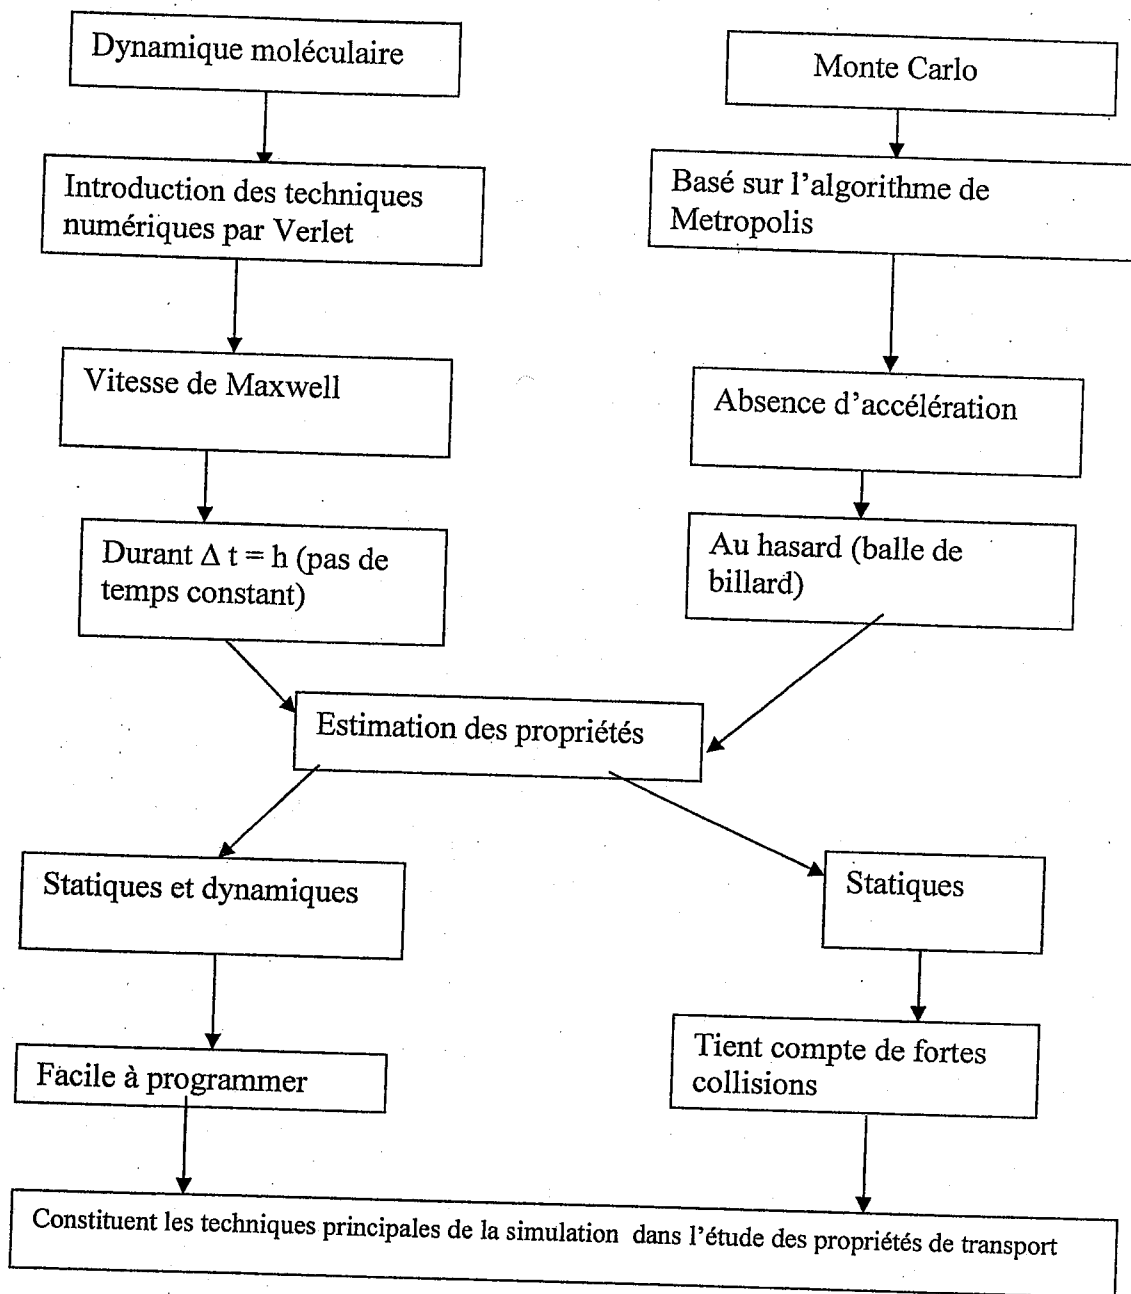 Dynamique moléculaire
Monte Carlo
Introduction des techniques
numériques par Verlet
Basé sur l'algorithme de
Metropolis
Vitesse de Maxwell
Absence d'accélération
Durant Δ t = h (pas de
temps constant)
Au hasard (balle de
billard)
Estimation des propriétés
Statiques et dynamiques
Statiques
Facile à programmer
Tient compte de fortes
collisions
Constituent les techniques principales de la simulation dans l'étude des propriétés de transport